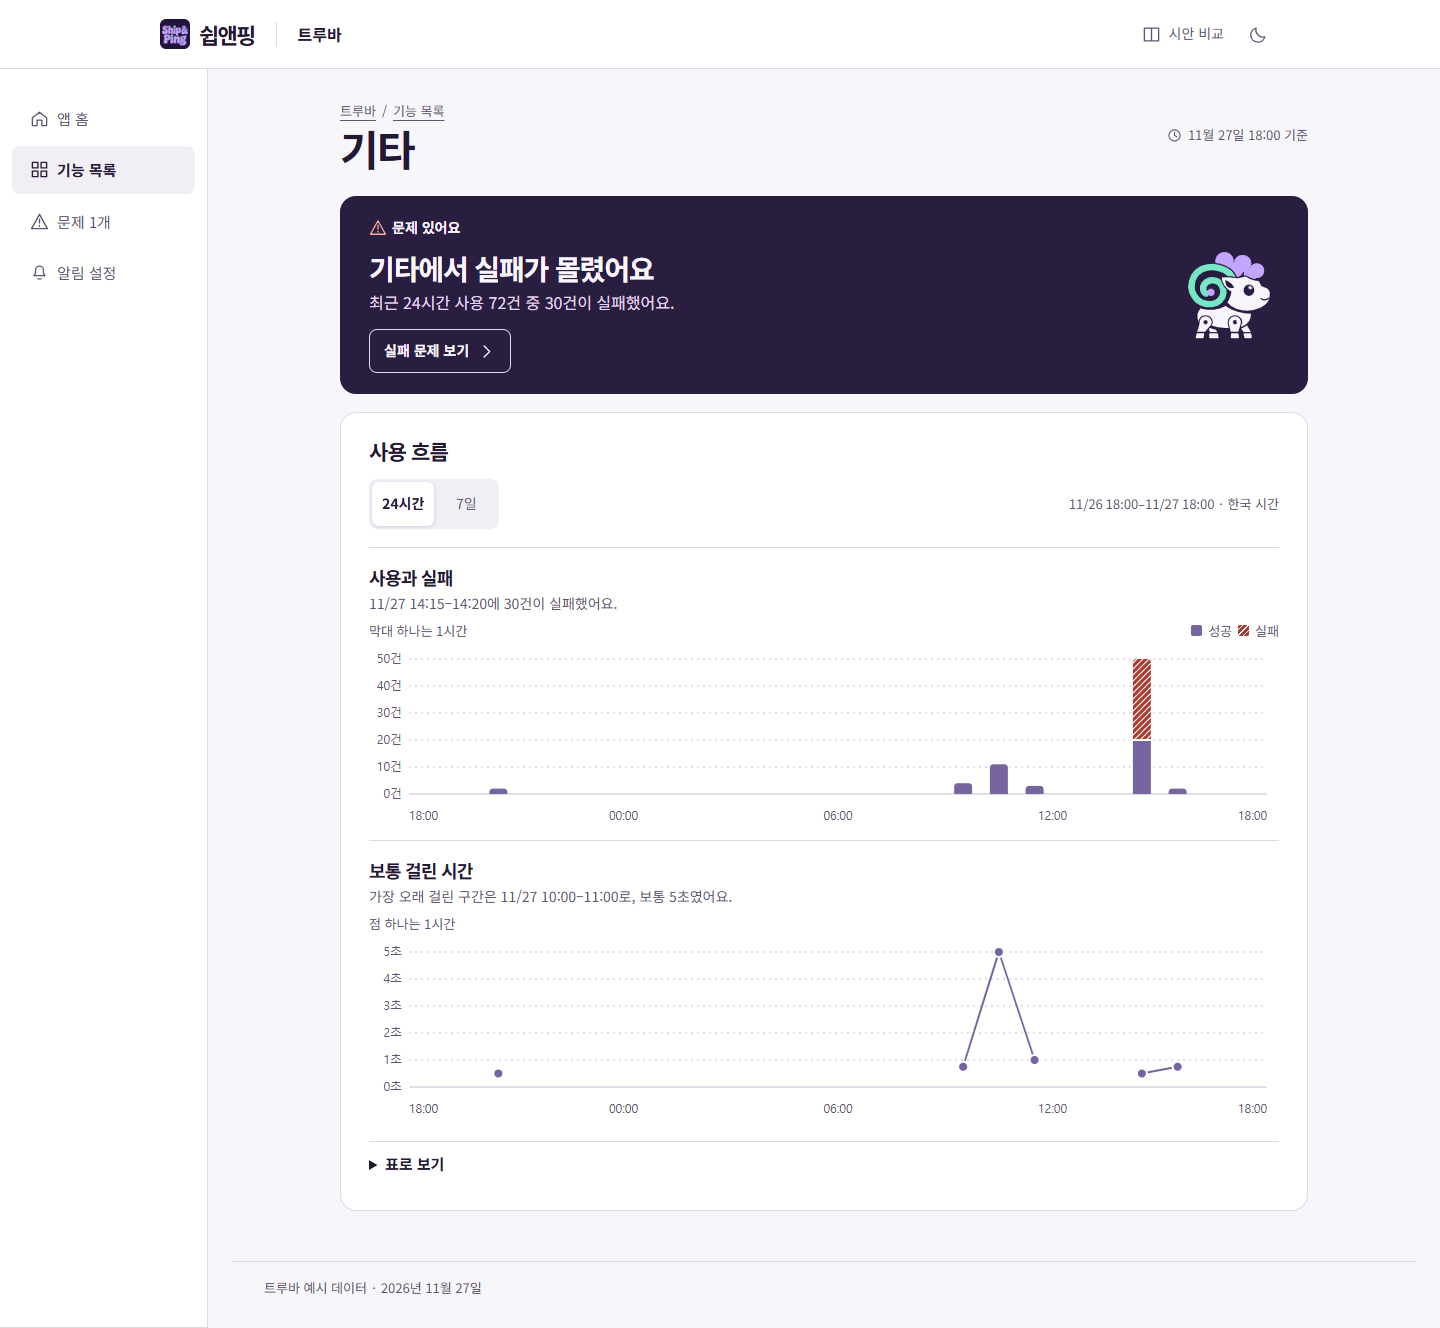 Ship&
Ping
쉽앤핑
트루바
시안 비교
앱 홈
기능 목록
문제 1개
알림 설정
트루바 / 기능 목록
기타
11월 27일 18:00 기준
문제 있어요
기타에서 실패가 몰렸어요
최근 24시간 사용 72건 중 30건이 실패했어요.
실패 문제 보기
사용 흐름
24시간 7일
11/26 18:00–11/27 18:00 · 한국 시간
사용과 실패
11/27 14:15–14:20에 30건이 실패했어요.
막대 하나는 1시간
성공 실패
50건
40건
30건
20건
10건
0건
18:00 00:00 06:00 12:00 18:00
보통 걸린 시간
가장 오래 걸린 구간은 11/27 10:00–11:00로, 보통 5초였어요.
점 하나는 1시간
5초
4초
3초
2초
1초
0초
18:00 00:00 06:00 12:00 18:00
표로 보기
트루바 예시 데이터 · 2026년 11월 27일